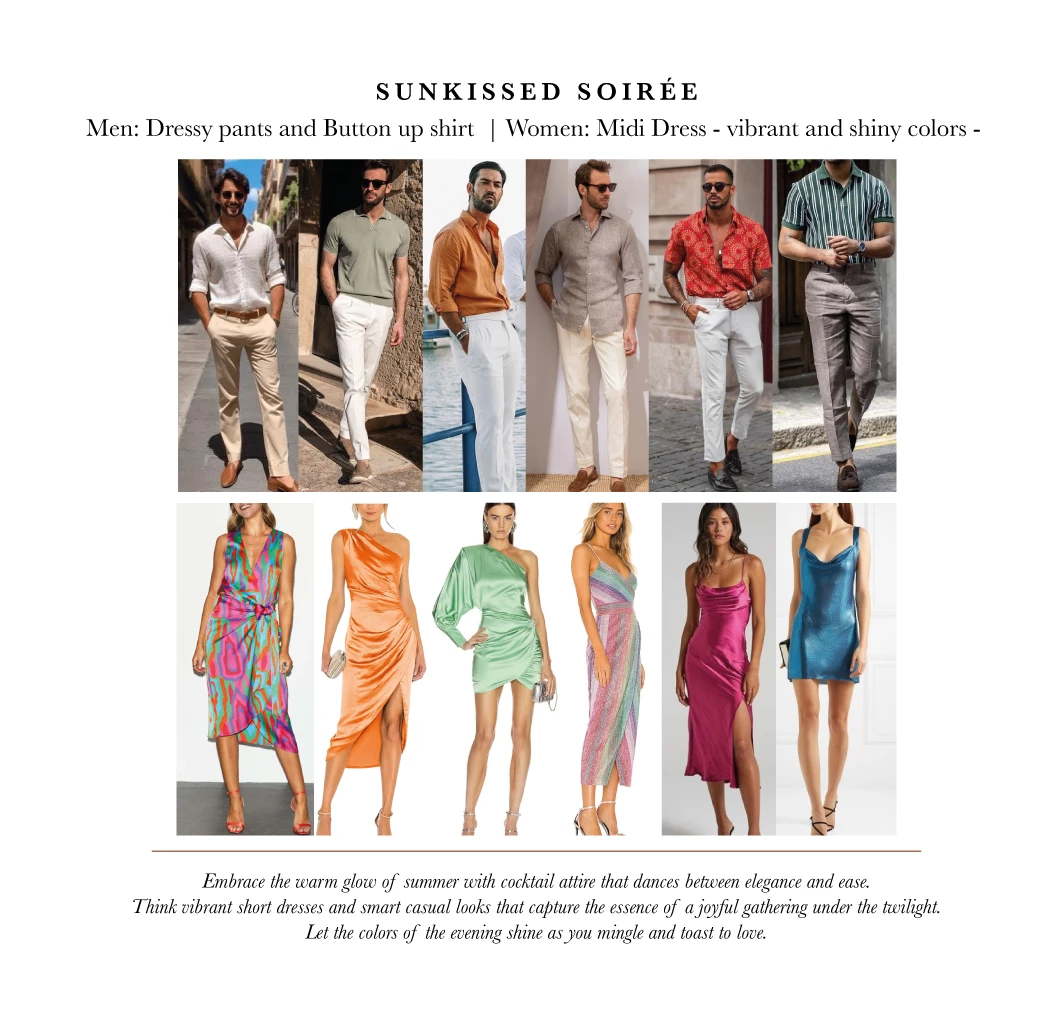 SUNKISSED SOIRÉE
Men: Dressy pants and Button up shirt | Women: Midi Dress - vibrant and shiny colors -
Embrace the warm glow of summer with cocktail attire that dances between elegance and ease.
Think vibrant short dresses and smart casual looks that capture the essence of a joyful gathering under the twilight.
Let the colors of the evening shine as you mingle and toast to love.